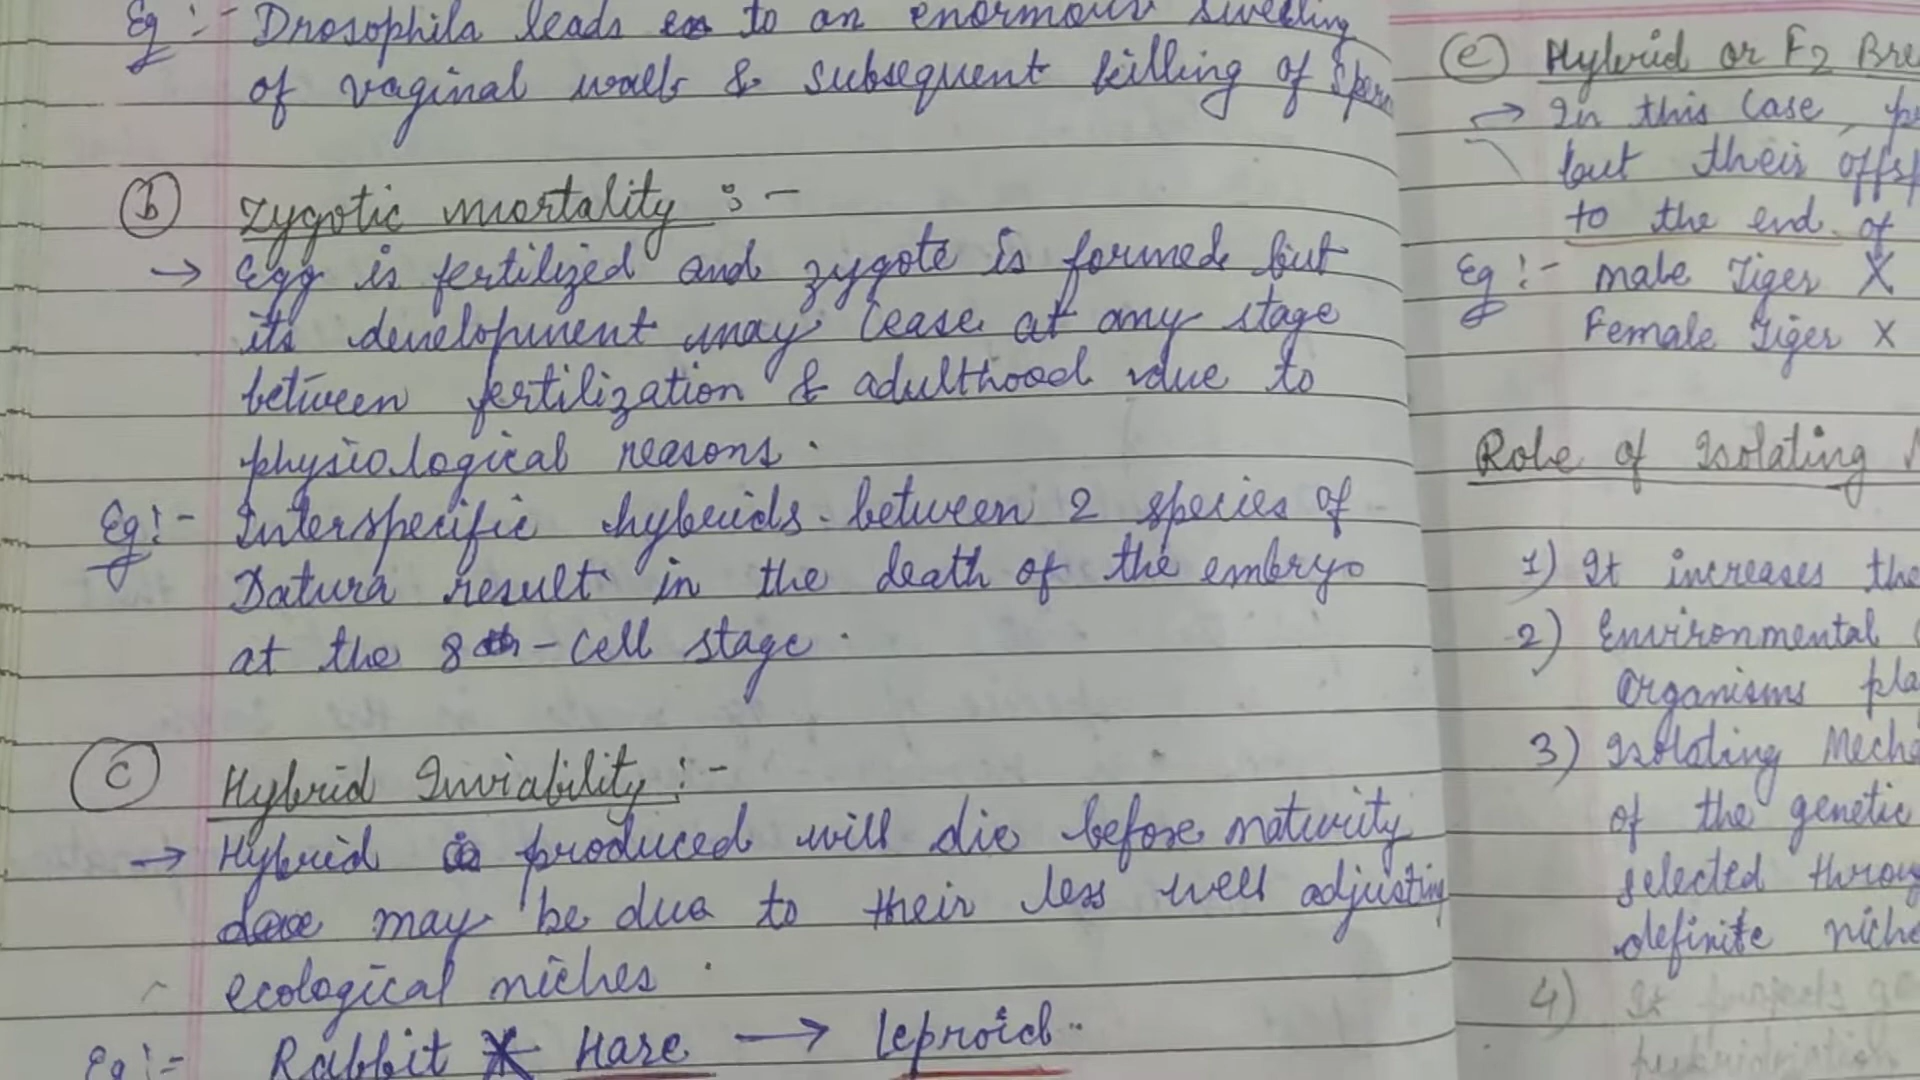 Eg :- Drosophila leads to an enormous swelling
of vaginal walls & subsequent killing of
(b) Zygotic mortality :-
→ Egg is fertilized and zygote is formed but
its development may cease at any stage
between fertilization & adulthood due to
physiological reasons.
Eg:- Interspecific hybrids between 2 species of
Datura result in the death of the embryo
at the 8th-cell stage.
(c) Hybrid Inviability :-
→ Hybrid produced will die before maturity
may be due to their less well adjusting
ecological niches.
Eg:- Rabbit X Hare → leproid.
(e) Hybrid or F2 Bre
→ In this case,
but their offsp
to the end of
Eg :- male Tiger X
Female Tiger X
Role of Isolating
1) It increases the
2) Environmental
Organisms pla
3) Isolating Mecha
of the genetic
selected throug
definite niche
4) It